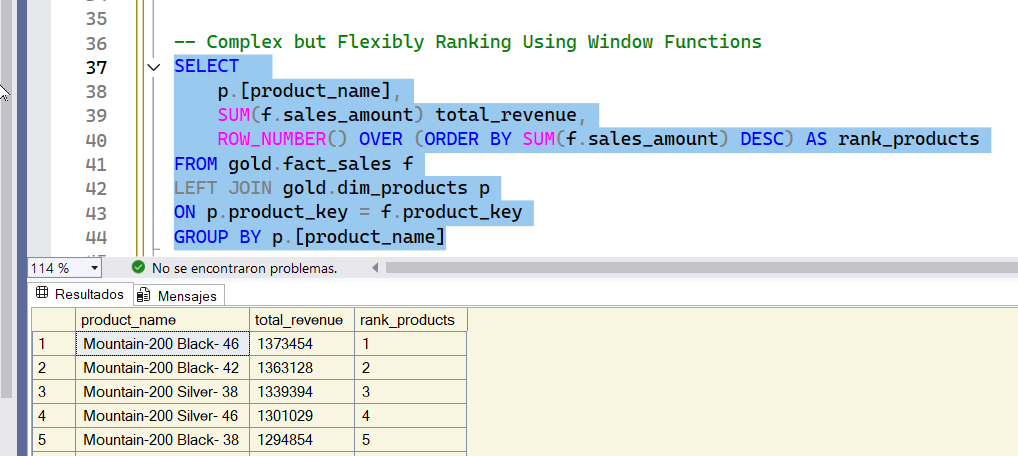 35
36 -- Complex but Flexibly Ranking Using Window Functions
37 SELECT
38 p.[product_name],
39 SUM(f.sales_amount) total_revenue,
40 ROW_NUMBER() OVER (ORDER BY SUM(f.sales_amount) DESC) AS rank_products
41 FROM gold.fact_sales f
42 LEFT JOIN gold.dim_products p
43 ON p.product_key = f.product_key
44 GROUP BY p.[product_name]
114 % No se encontraron problemas.
Resultados Mensajes
product_name total_revenue rank_products
1 Mountain-200 Black- 46 1373454 1
2 Mountain-200 Black- 42 1363128 2
3 Mountain-200 Silver- 38 1339394 3
4 Mountain-200 Silver- 46 1301029 4
5 Mountain-200 Black- 38 1294854 5